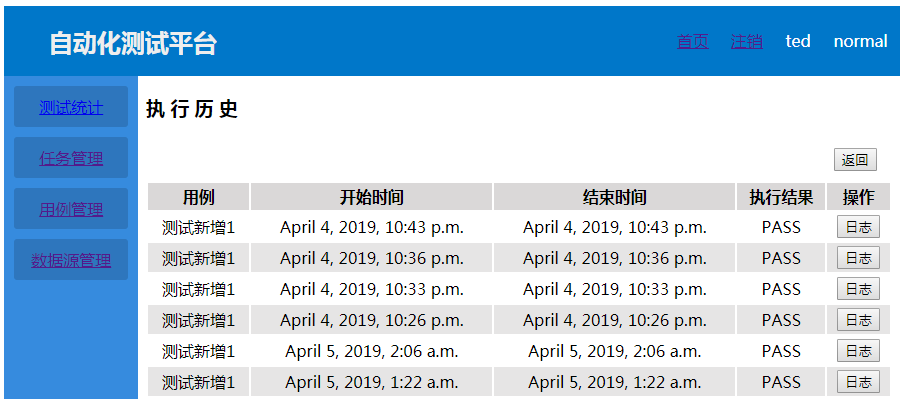 自动化测试平台
首页 注销 ted normal
测试统计
任务管理
用例管理
数据源管理
执行历史
返回
用例 开始时间 结束时间 执行结果 操作
测试新增1 April 4, 2019, 10:43 p.m. April 4, 2019, 10:43 p.m. PASS 日志
测试新增1 April 4, 2019, 10:36 p.m. April 4, 2019, 10:36 p.m. PASS 日志
测试新增1 April 4, 2019, 10:33 p.m. April 4, 2019, 10:33 p.m. PASS 日志
测试新增1 April 4, 2019, 10:26 p.m. April 4, 2019, 10:26 p.m. PASS 日志
测试新增1 April 5, 2019, 2:06 a.m. April 5, 2019, 2:06 a.m. PASS 日志
测试新增1 April 5, 2019, 1:22 a.m. April 5, 2019, 1:22 a.m. PASS 日志